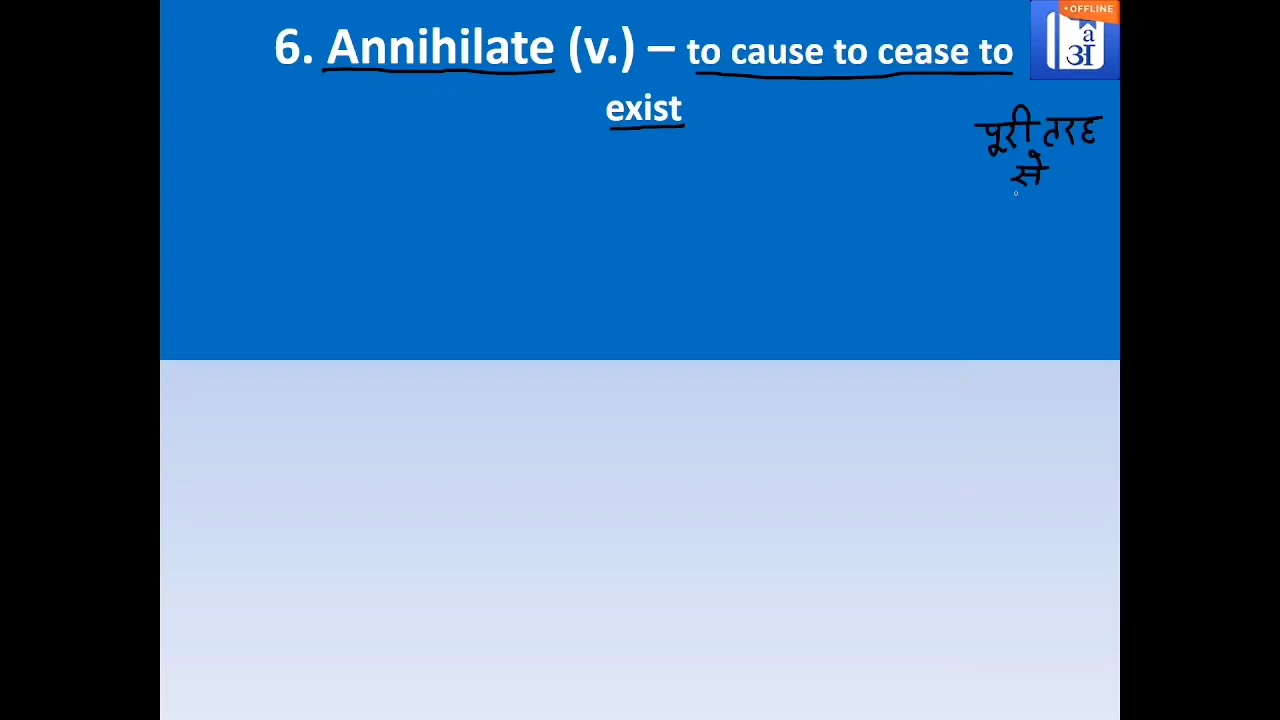 6. Annihilate (v.) – to cause to cease to
exist
•OFFLINE
a
अ
पूरी तरह
से